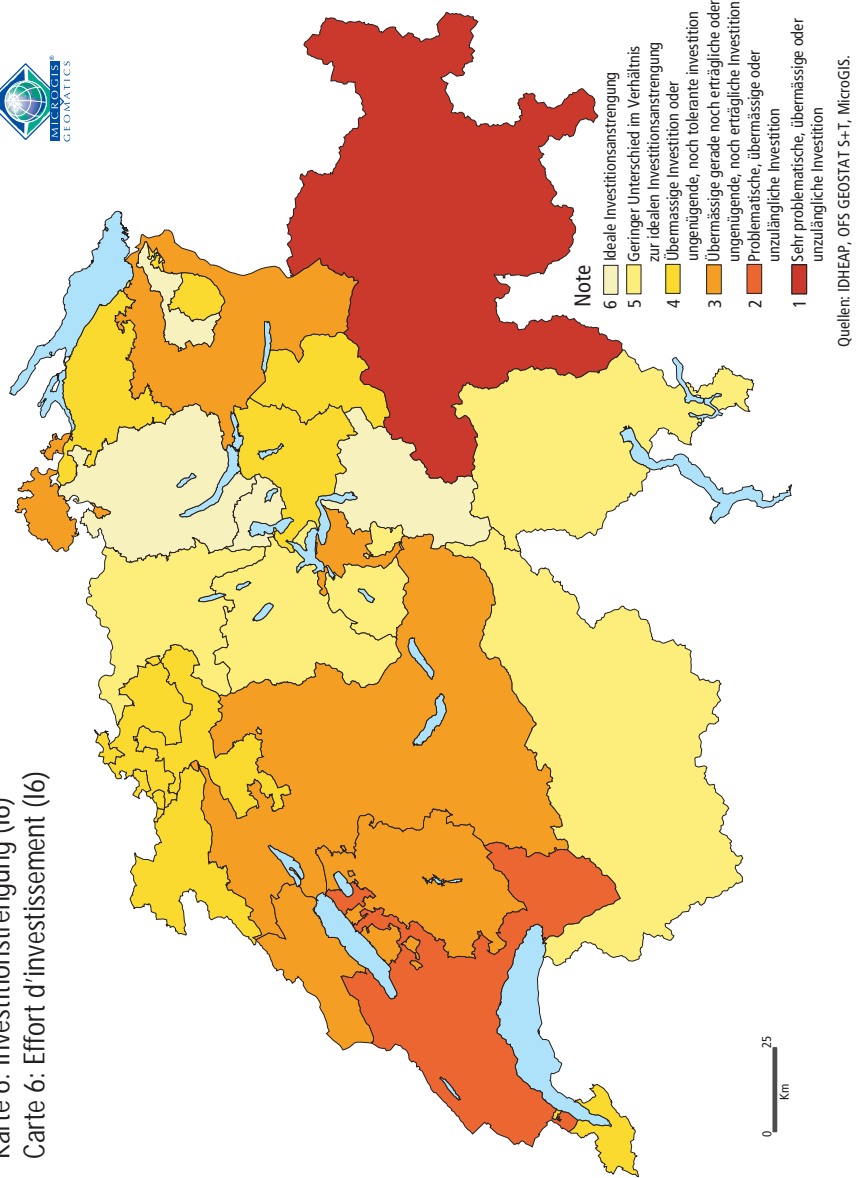 Karte 6: Investitionstrengung (I6)
Carte 6: Effort d'investissement (I6)
MICROGIS®
GEOMATICS
Note
6 Ideale Investitionsanstrengung
5 Geringer Unterschied im Verhältnis
zur idealen Investitionsanstrengung
4 Übermassige Investition oder
ungenügende, noch tolerante investition
3 Übermässige gerade noch erträgliche oder
ungenügende, noch erträgliche Investition
2 Problematische, übermässige oder
unzulängliche Investition
1 Sehr problematische, übermässige oder
unzulängliche Investition
0 25
Km
Quellen: IDHEAP, OFS GEOSTAT S+T, MicroGIS.